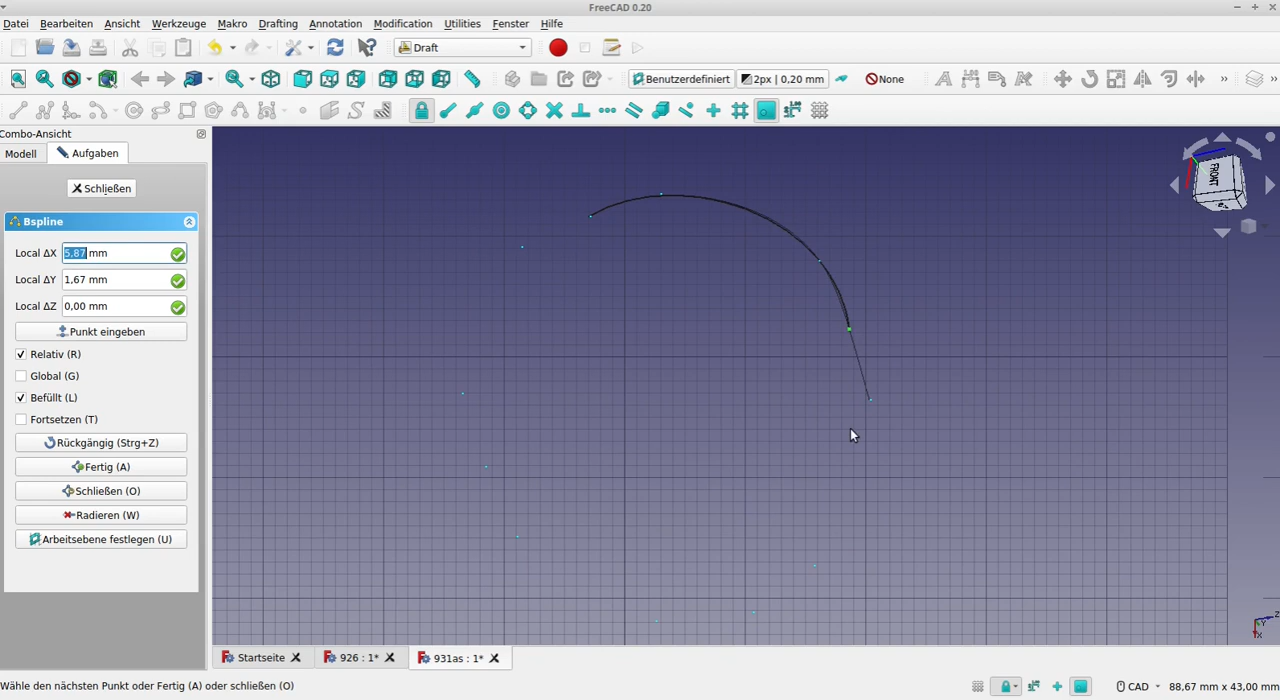 FreeCAD 0.20
Datei Bearbeiten Ansicht Werkzeuge Makro Drafting Annotation Modification Utilities Fenster Hilfe
Draft
Benutzerdefiniert 2px | 0,20 mm None
Combo-Ansicht
Modell Aufgaben
Schließen
Bspline
Local ΔX 5,87 mm
Local ΔY 1,67 mm
Local ΔZ 0,00 mm
Punkt eingeben
Relativ (R)
Global (G)
Befüllt (L)
Fortsetzen (T)
Rückgängig (Strg+Z)
Fertig (A)
Schließen (O)
Radieren (W)
Arbeitsebene festlegen (U)
FRONT
Z
Y
X
Startseite 926 : 1* 931as : 1*
Wähle den nächsten Punkt oder Fertig (A) oder schließen (O) CAD 88,67 mm x 43,00 mm